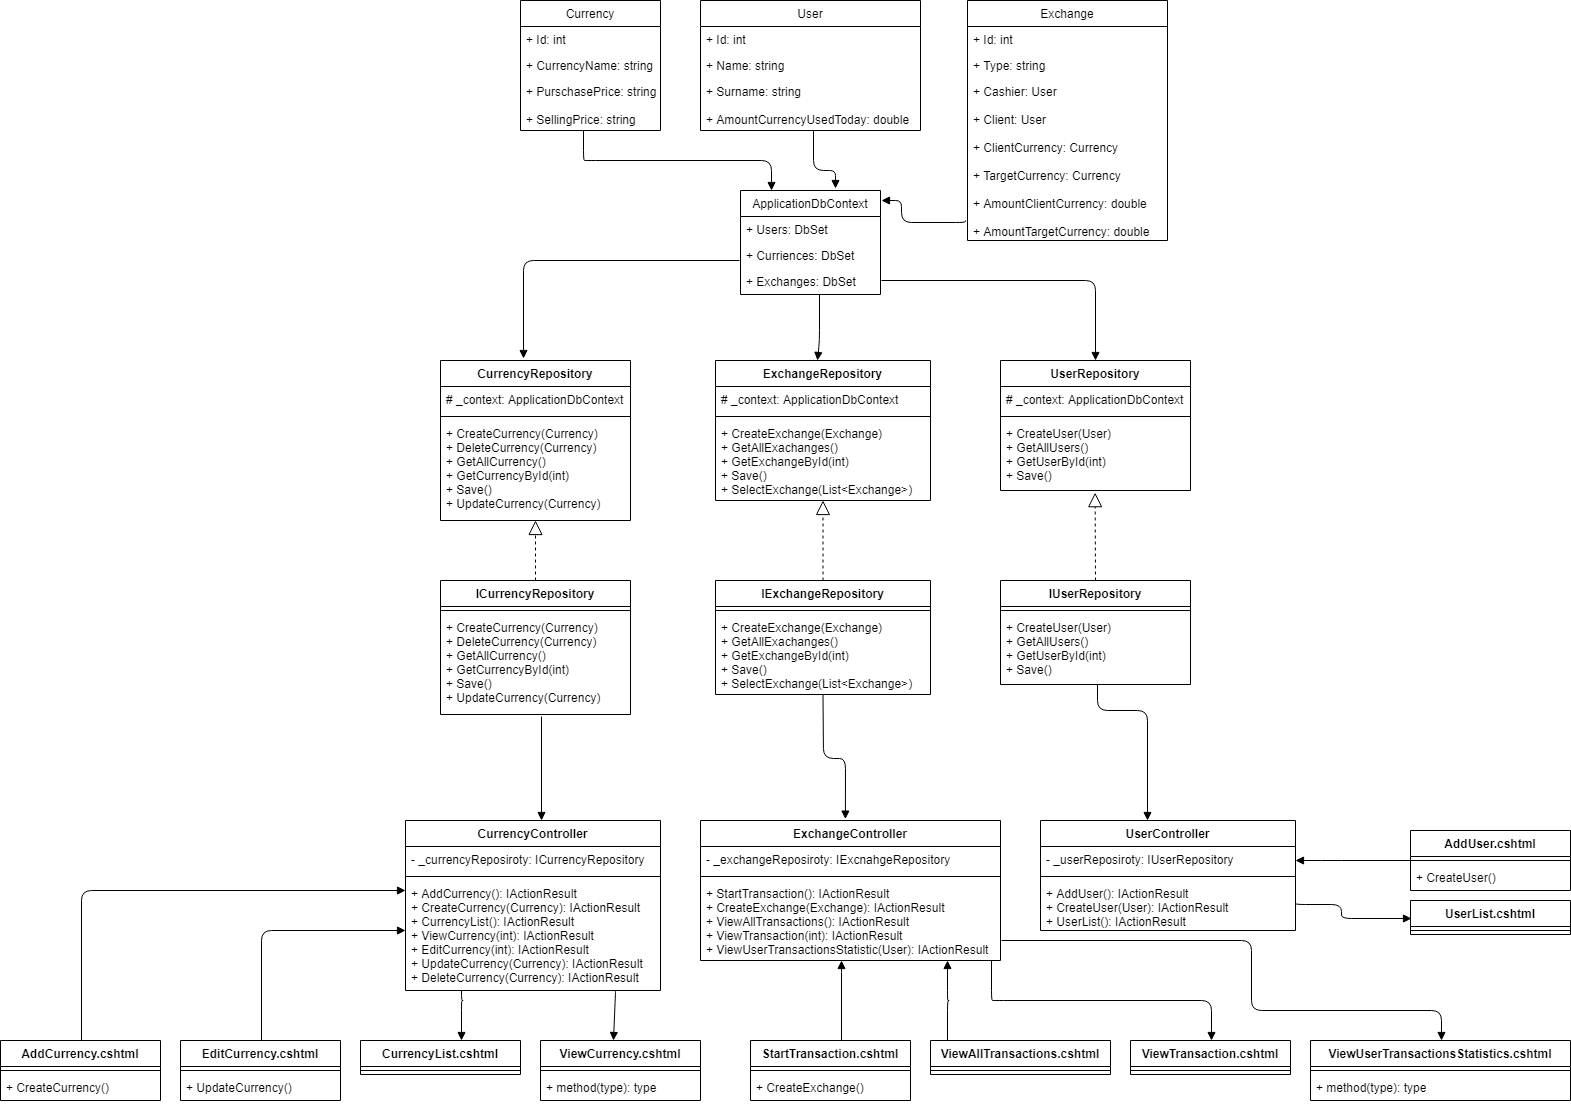 Currency
+ Id: int
+ CurrencyName: string
+ PurschasePrice: string
+ SellingPrice: string
User
+ Id: int
+ Name: string
+ Surname: string
+ AmountCurrencyUsedToday: double
Exchange
+ Id: int
+ Type: string
+ Cashier: User
+ Client: User
+ ClientCurrency: Currency
+ TargetCurrency: Currency
+ AmountClientCurrency: double
+ AmountTargetCurrency: double
ApplicationDbContext
+ Users: DbSet
+ Curriences: DbSet
+ Exchanges: DbSet
CurrencyRepository
# _context: ApplicationDbContext
+ CreateCurrency(Currency)
+ DeleteCurrency(Currency)
+ GetAllCurrency()
+ GetCurrencyById(int)
+ Save()
+ UpdateCurrency(Currency)
ExchangeRepository
# _context: ApplicationDbContext
+ CreateExchange(Exchange)
+ GetAllExachanges()
+ GetExchangeById(int)
+ Save()
+ SelectExchange(List<Exchange>)
UserRepository
# _context: ApplicationDbContext
+ CreateUser(User)
+ GetAllUsers()
+ GetUserById(int)
+ Save()
ICurrencyRepository
+ CreateCurrency(Currency)
+ DeleteCurrency(Currency)
+ GetAllCurrency()
+ GetCurrencyById(int)
+ Save()
+ UpdateCurrency(Currency)
IExchangeRepository
+ CreateExchange(Exchange)
+ GetAllExachanges()
+ GetExchangeById(int)
+ Save()
+ SelectExchange(List<Exchange>)
IUserRepository
+ CreateUser(User)
+ GetAllUsers()
+ GetUserById(int)
+ Save()
CurrencyController
- _currencyReposiroty: ICurrencyRepository
+ AddCurrency(): IActionResult
+ CreateCurrency(Currency): IActionResult
+ CurrencyList(): IActionResult
+ ViewCurrency(int): IActionResult
+ EditCurrency(int): IActionResult
+ UpdateCurrency(Currency): IActionResult
+ DeleteCurrency(Currency): IActionResult
ExchangeController
- _exchangeReposiroty: IExcnahgeRepository
+ StartTransaction(): IActionResult
+ CreateExchange(Exchange): IActionResult
+ ViewAllTransactions(): IActionResult
+ ViewTransaction(int): IActionResult
+ ViewUserTransactionsStatistic(User): IActionResult
UserController
- _userReposiroty: IUserRepository
+ AddUser(): IActionResult
+ CreateUser(User): IActionResult
+ UserList(): IActionResult
AddUser.cshtml
+ CreateUser()
UserList.cshtml
AddCurrency.cshtml
+ CreateCurrency()
EditCurrency.cshtml
+ UpdateCurrency()
CurrencyList.cshtml
ViewCurrency.cshtml
+ method(type): type
StartTransaction.cshtml
+ CreateExchange()
ViewAllTransactions.cshtml
ViewTransaction.cshtml
ViewUserTransactionsStatistics.cshtml
+ method(type): type